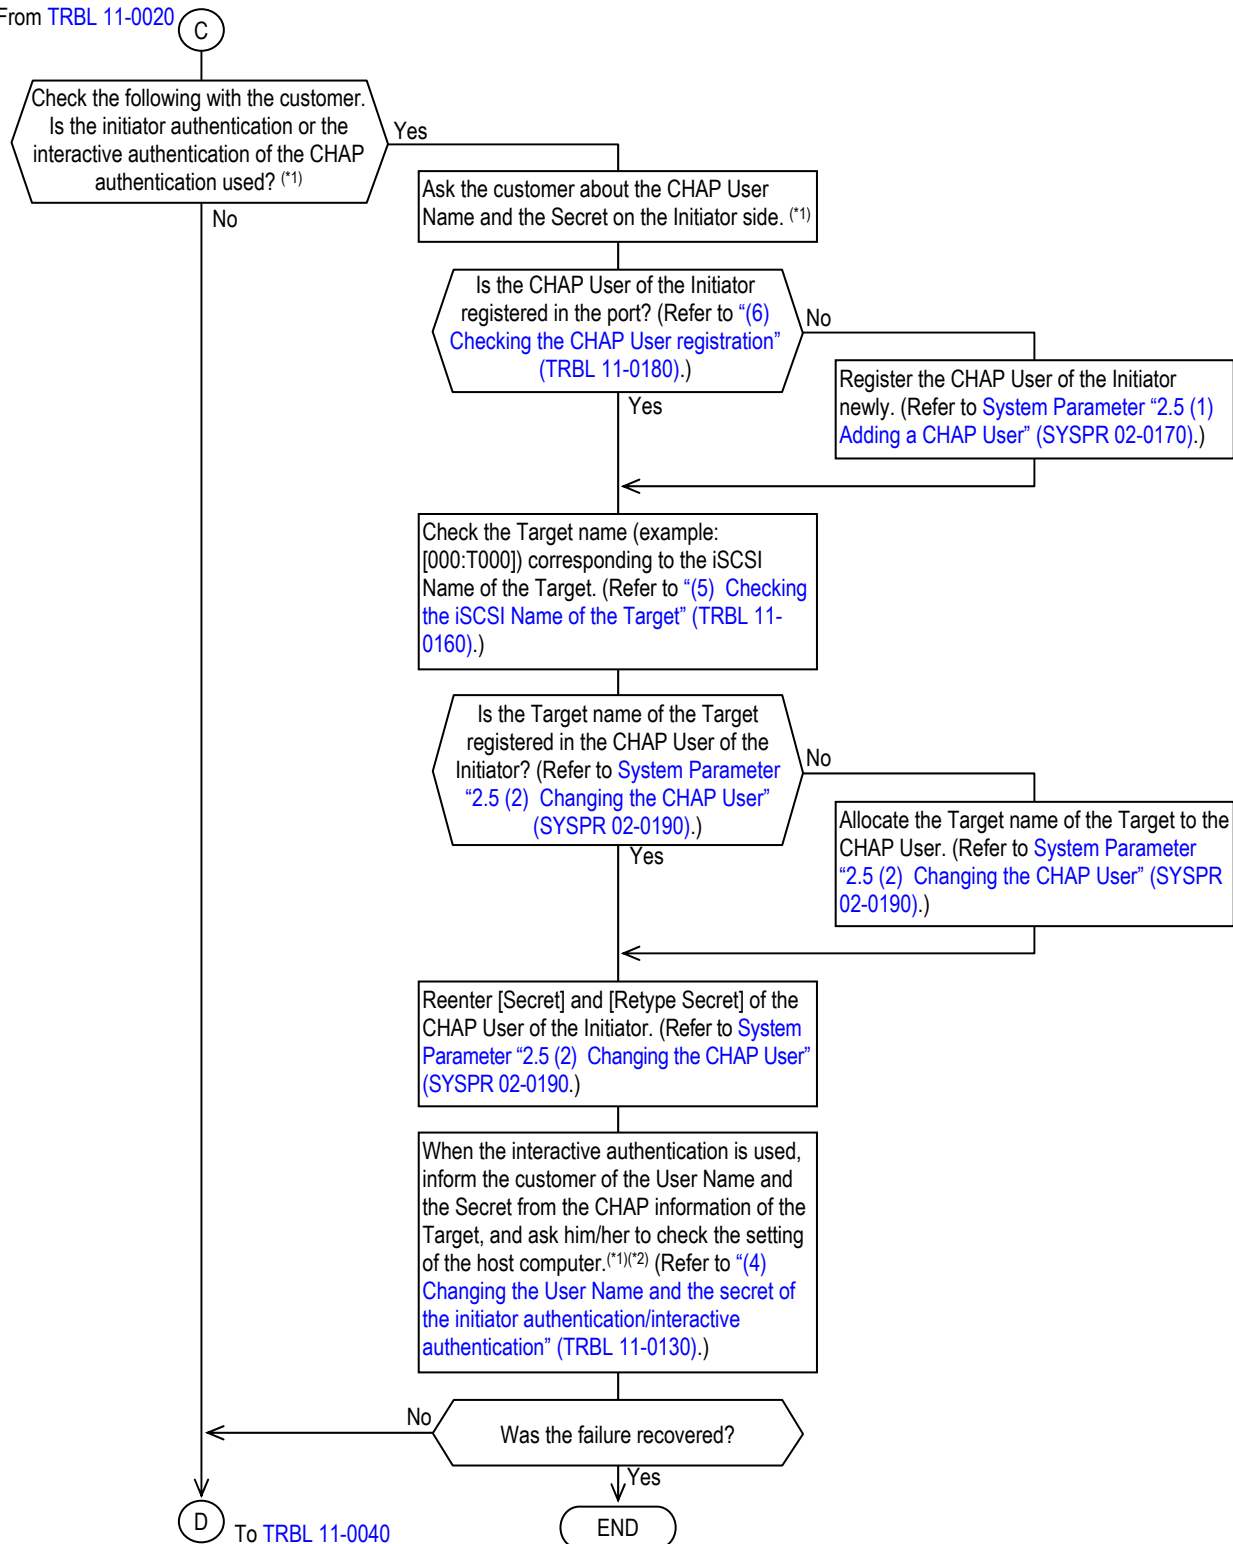 From TRBL 11-0020
C
Check the following with the customer.
Is the initiator authentication or the
interactive authentication of the CHAP
authentication used? (*1)
Yes
No
Ask the customer about the CHAP User
Name and the Secret on the Initiator side. (*1)
Is the CHAP User of the Initiator
registered in the port? (Refer to “(6)
Checking the CHAP User registration”
(TRBL 11-0180).)
No
Yes
Register the CHAP User of the Initiator
newly. (Refer to System Parameter “2.5 (1)
Adding a CHAP User” (SYSPR 02-0170).)
Check the Target name (example:
[000:T000]) corresponding to the iSCSI
Name of the Target. (Refer to “(5) Checking
the iSCSI Name of the Target” (TRBL 11-
0160).)
Is the Target name of the Target
registered in the CHAP User of the
Initiator? (Refer to System Parameter
“2.5 (2) Changing the CHAP User”
(SYSPR 02-0190).)
No
Yes
Allocate the Target name of the Target to the
CHAP User. (Refer to System Parameter
“2.5 (2) Changing the CHAP User” (SYSPR
02-0190).)
Reenter [Secret] and [Retype Secret] of the
CHAP User of the Initiator. (Refer to System
Parameter “2.5 (2) Changing the CHAP User”
(SYSPR 02-0190.)
When the interactive authentication is used,
inform the customer of the User Name and
the Secret from the CHAP information of the
Target, and ask him/her to check the setting
of the host computer.(*1)(*2) (Refer to “(4)
Changing the User Name and the secret of
the initiator authentication/interactive
authentication” (TRBL 11-0130).)
No
Was the failure recovered?
Yes
D
To TRBL 11-0040
END